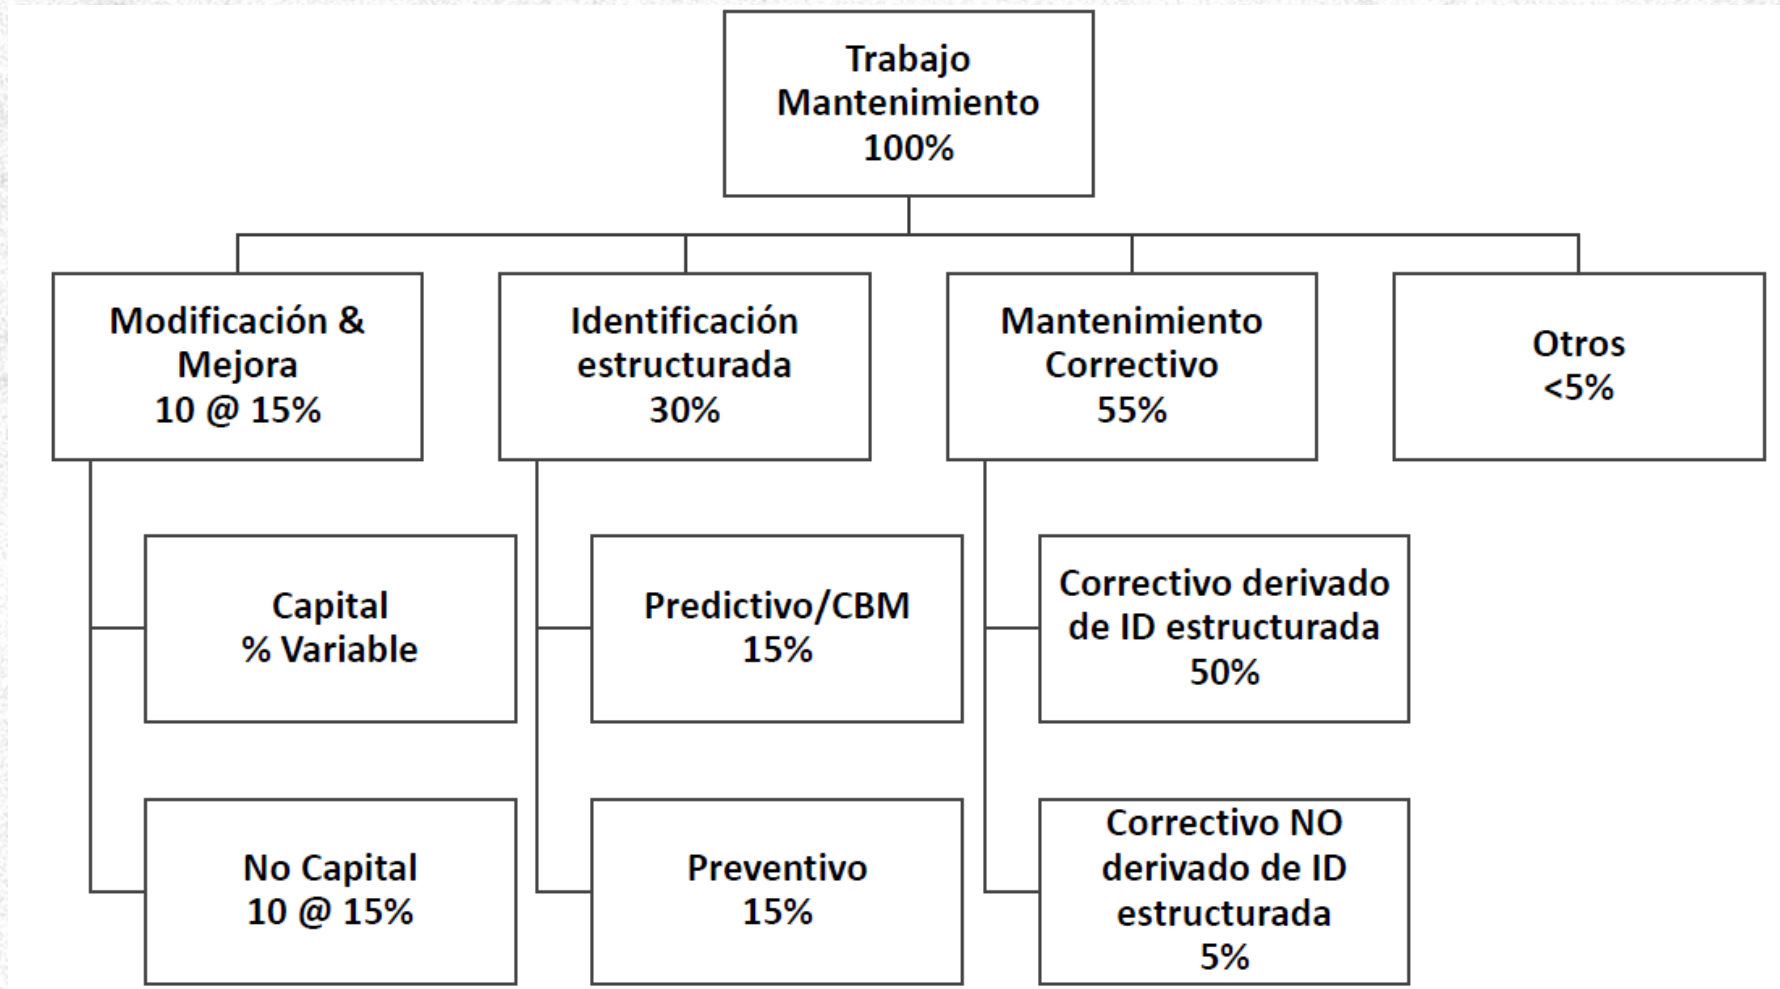 Trabajo
Mantenimiento
100%
Modificación &
Mejora
10 @ 15%
Identificación
estructurada
30%
Mantenimiento
Correctivo
55%
Otros
<5%
Capital
% Variable
Predictivo/CBM
15%
Correctivo derivado
de ID estructurada
50%
No Capital
10 @ 15%
Preventivo
15%
Correctivo NO
derivado de ID
estructurada
5%